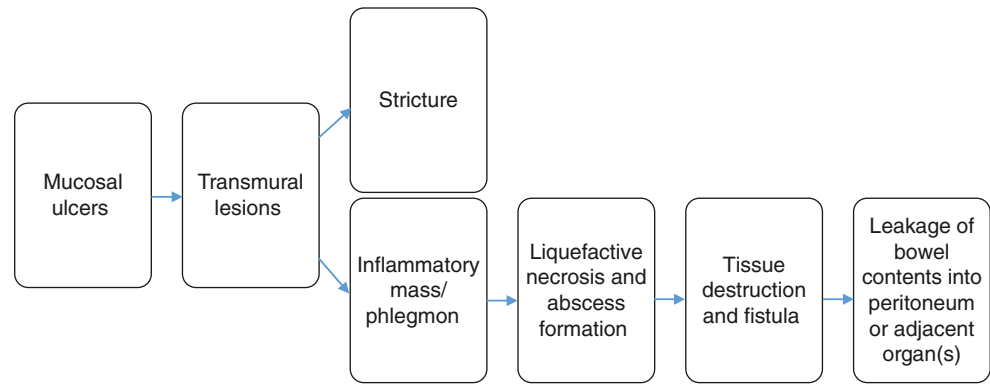 Mucosal
ulcers
Transmural
lesions
Stricture
Inflammatory
mass/
phlegmon
Liquefactive
necrosis and
abscess
formation
Tissue
destruction
and fistula
Leakage of
bowel
contents into
peritoneum
or adjacent
organ(s)